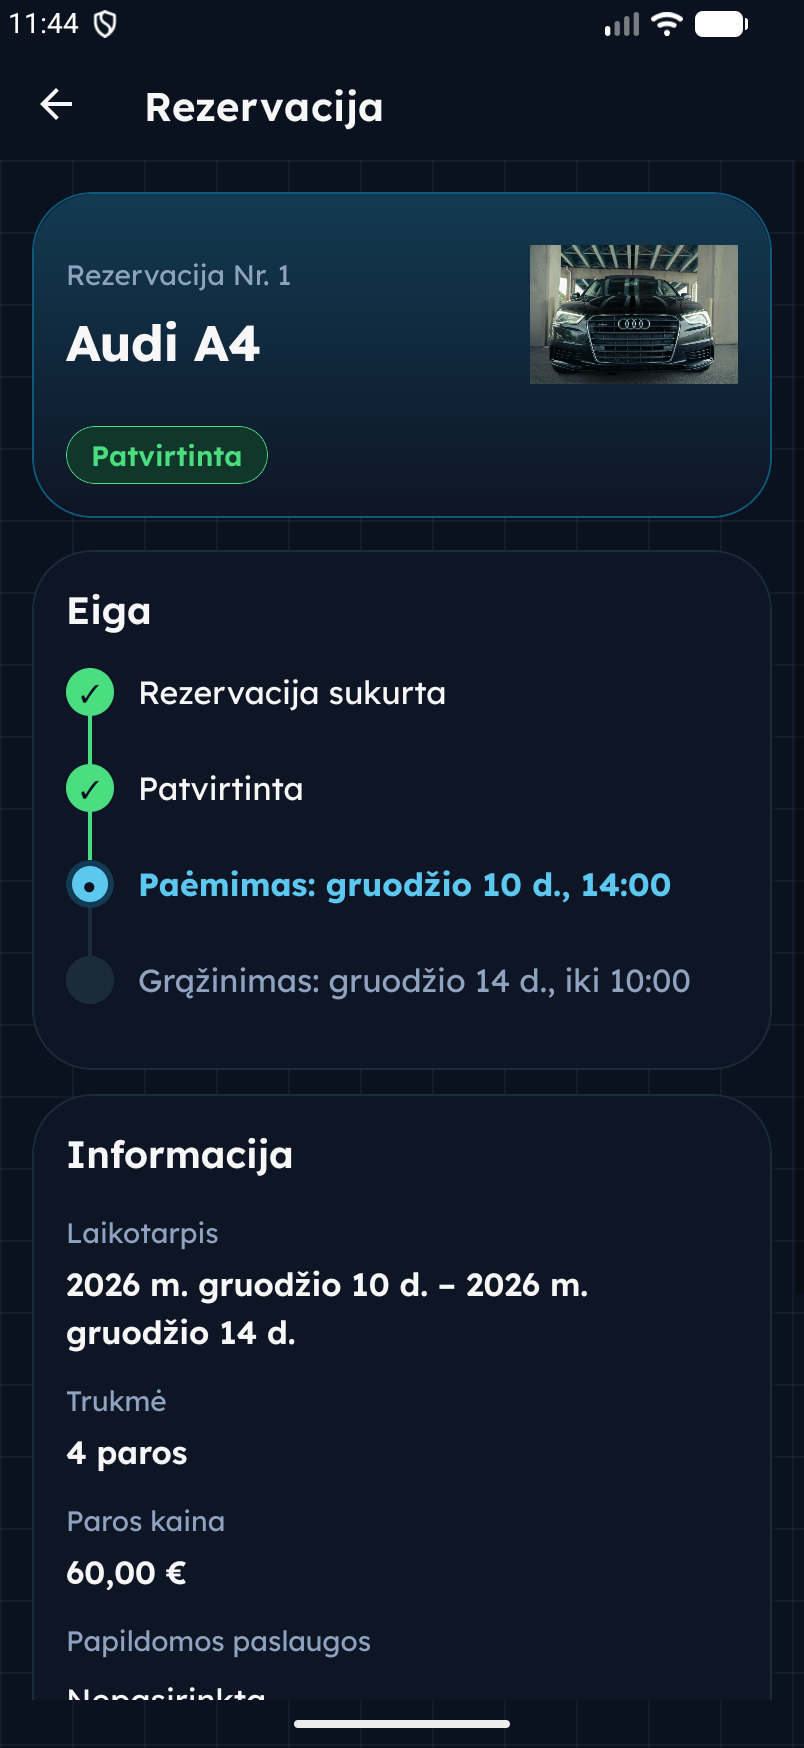 11:44
Rezervacija
Rezervacija Nr. 1
Audi A4
Patvirtinta
Eiga
✓ Rezervacija sukurta
✓ Patvirtinta
Paėmimas: gruodžio 10 d., 14:00
Grąžinimas: gruodžio 14 d., iki 10:00
Informacija
Laikotarpis
2026 m. gruodžio 10 d. – 2026 m.
gruodžio 14 d.
Trukmė
4 paros
Paros kaina
60,00 €
Papildomos paslaugos
Nepasirinkta